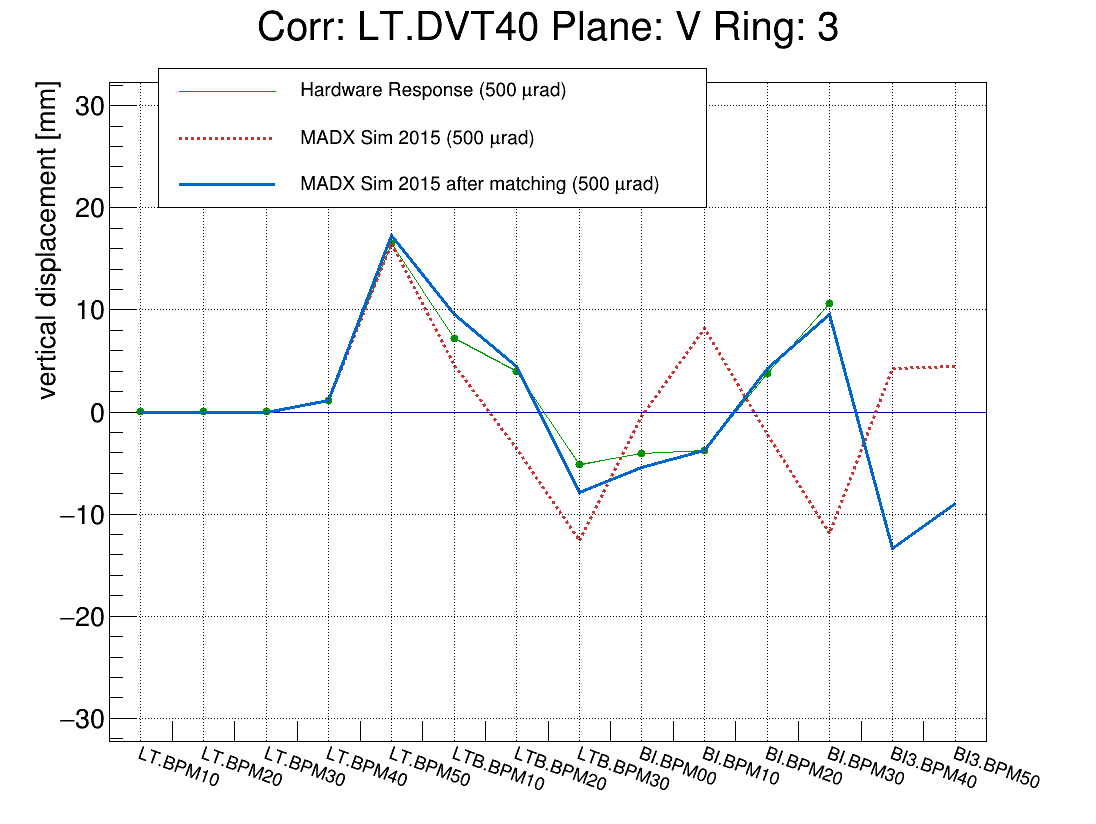 Corr: LT.DVT40 Plane: V Ring: 3
vertical displacement [mm]
Hardware Response (500 μrad)
MADX Sim 2015 (500 μrad)
MADX Sim 2015 after matching (500 μrad)
30
20
10
0
−10
−20
−30
LT.BPM10
LT.BPM20
LT.BPM30
LT.BPM40
LT.BPM50
LTB.BPM10
LTB.BPM20
LTB.BPM30
BI.BPM00
BI.BPM10
BI.BPM20
BI.BPM30
BI3.BPM40
BI3.BPM50